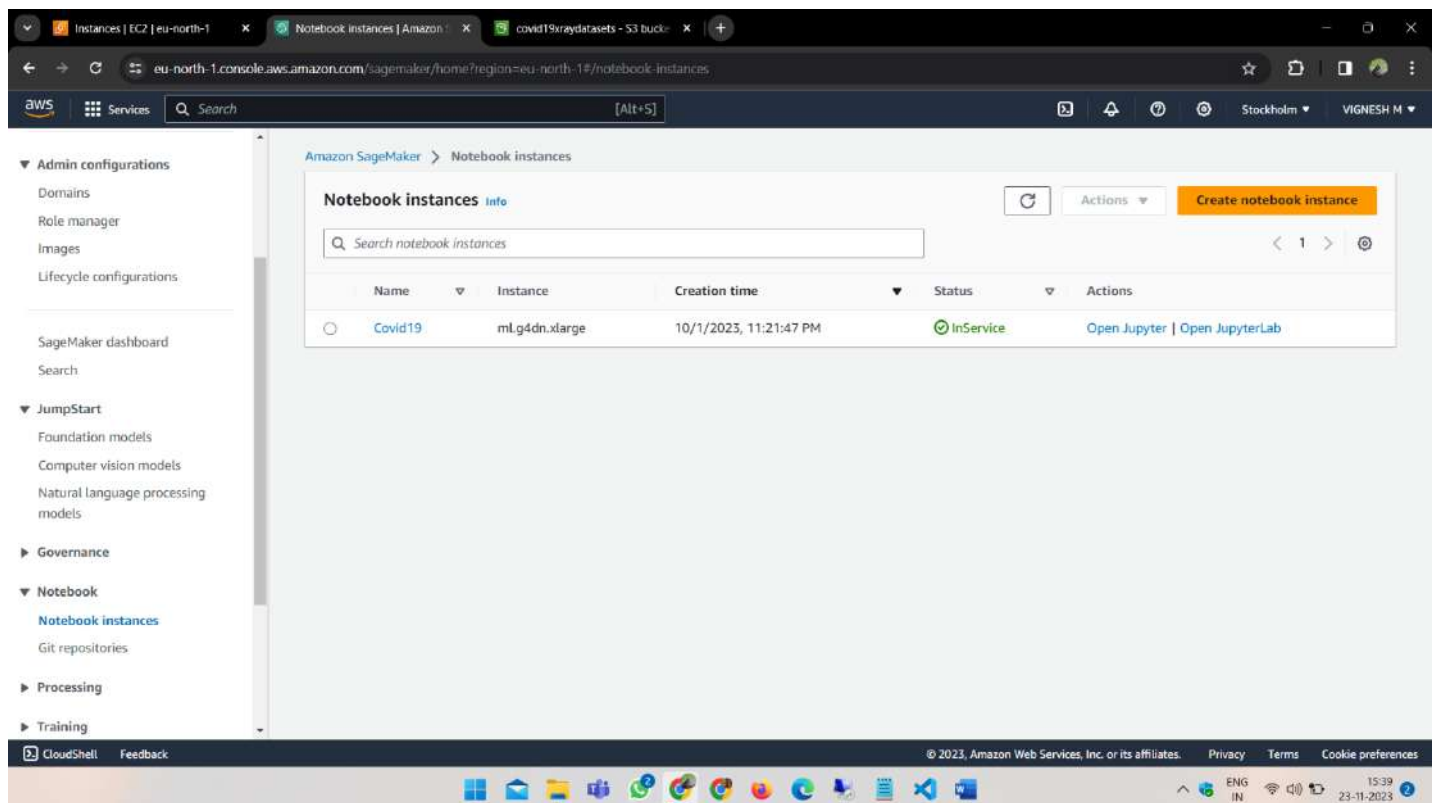 Instances | EC2 | eu-north-1
Notebook instances | Amazon S
covid19xraydatasets - S3 bucke
eu-north-1.console.aws.amazon.com/sagemaker/home?region=eu-north-1#/notebook-instances
aws Services Search [Alt+S] Stockholm VIGNESH M
Admin configurations
Domains
Role manager
Images
Lifecycle configurations
SageMaker dashboard
Search
JumpStart
Foundation models
Computer vision models
Natural language processing
models
Governance
Notebook
Notebook instances
Git repositories
Processing
Training
Amazon SageMaker > Notebook instances
Notebook instances Info
Actions
Create notebook instance
Search notebook instances
1
Name Instance Creation time Status Actions
Covid19 ml.g4dn.xlarge 10/1/2023, 11:21:47 PM InService Open Jupyter | Open JupyterLab
CloudShell Feedback © 2023, Amazon Web Services, Inc. or its affiliates. Privacy Terms Cookie preferences
ENG
IN
15:39
23-11-2023
2